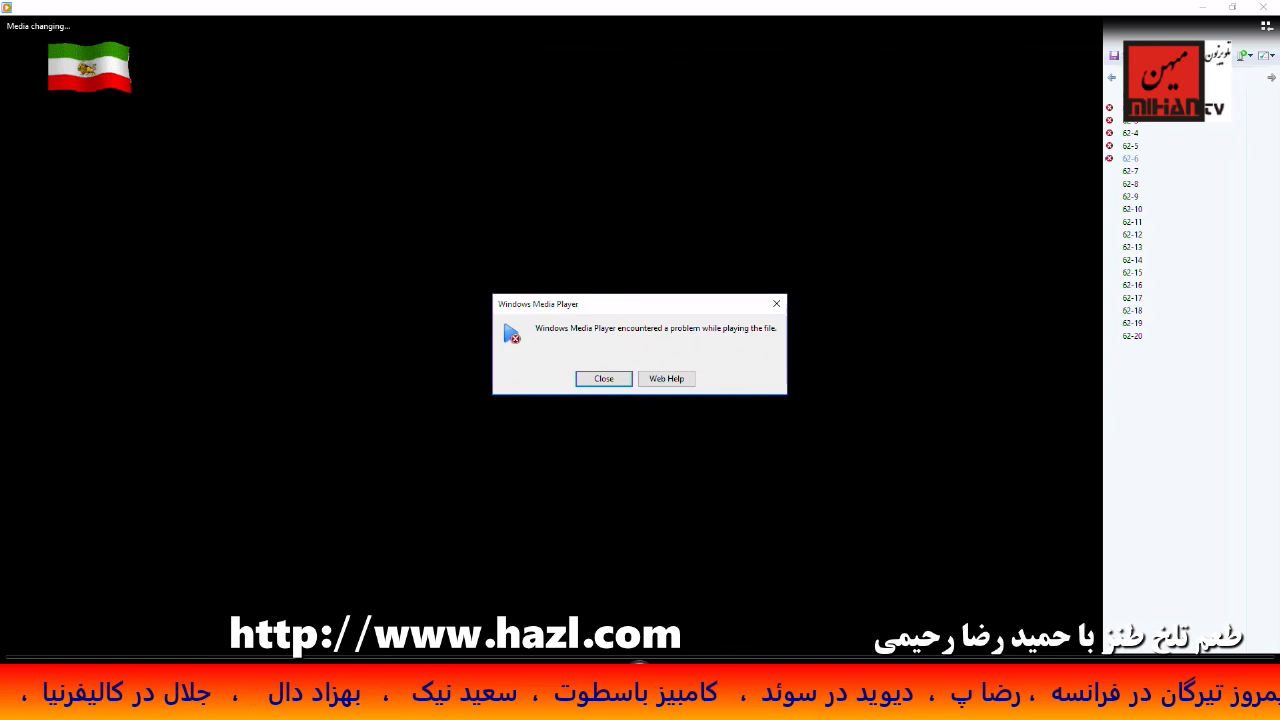 Media changing...
میهن
تلویزیون
MIHAN TV
62-4
62-5
62-6
62-7
62-8
62-9
62-10
62-11
62-12
62-13
62-14
62-15
62-16
62-17
62-18
62-19
62-20
Windows Media Player
Windows Media Player encountered a problem while playing the file.
Close
Web Help
http://www.hazl.com
طعم تلخ طنز با حمید رضا رحیمی
تیرگان در فرانسه ، رضا پ ، دیوید در سوئد ، کامبیز باسطوت ، سعید نیک ، بهزاد دال ، جلال در کالیفرنیا ،